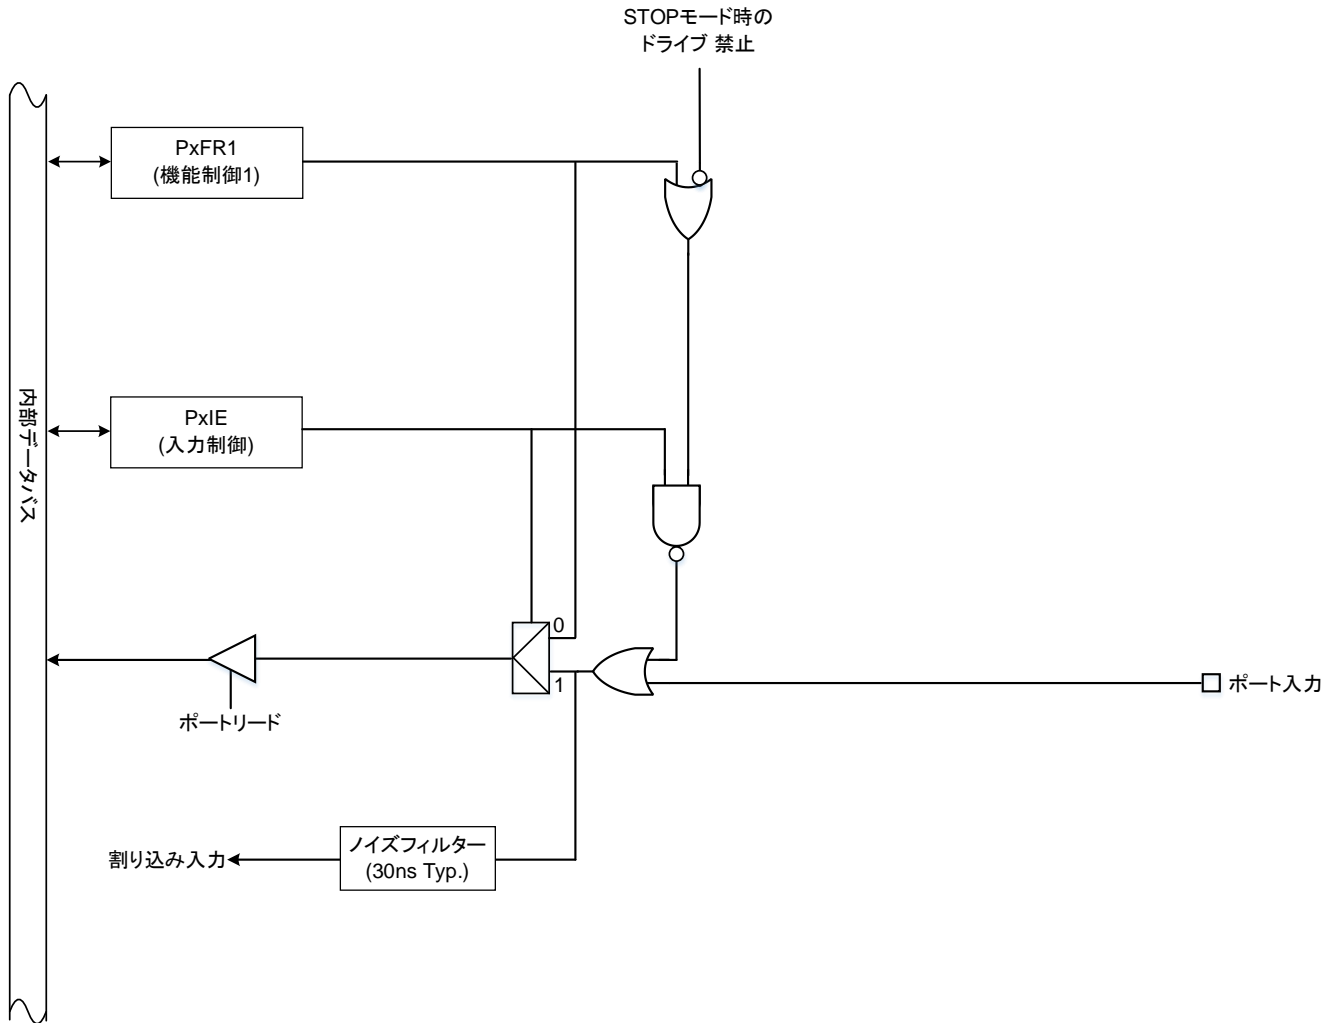 STOPモード時の
ドライブ 禁止
PxFR1
(機能制御1)
内部データバス
PxIE
(入力制御)
0
1
ポート入力
ポートリード
ノイズフィルター
(30ns Typ.)
割り込み入力